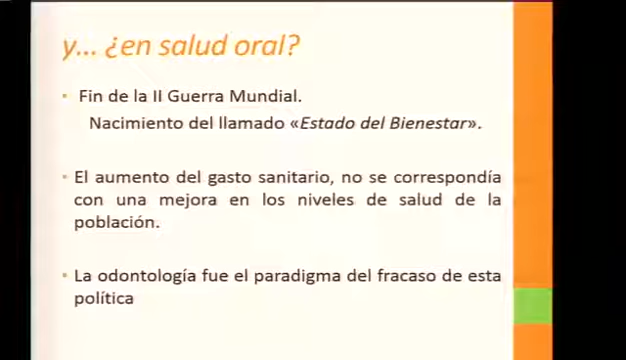 y... ¿en salud oral?
Fin de la II Guerra Mundial.
Nacimiento del llamado «Estado del Bienestar».
El aumento del gasto sanitario, no se correspondía
con una mejora en los niveles de salud de la
población.
La odontología fue el paradigma del fracaso de esta
política